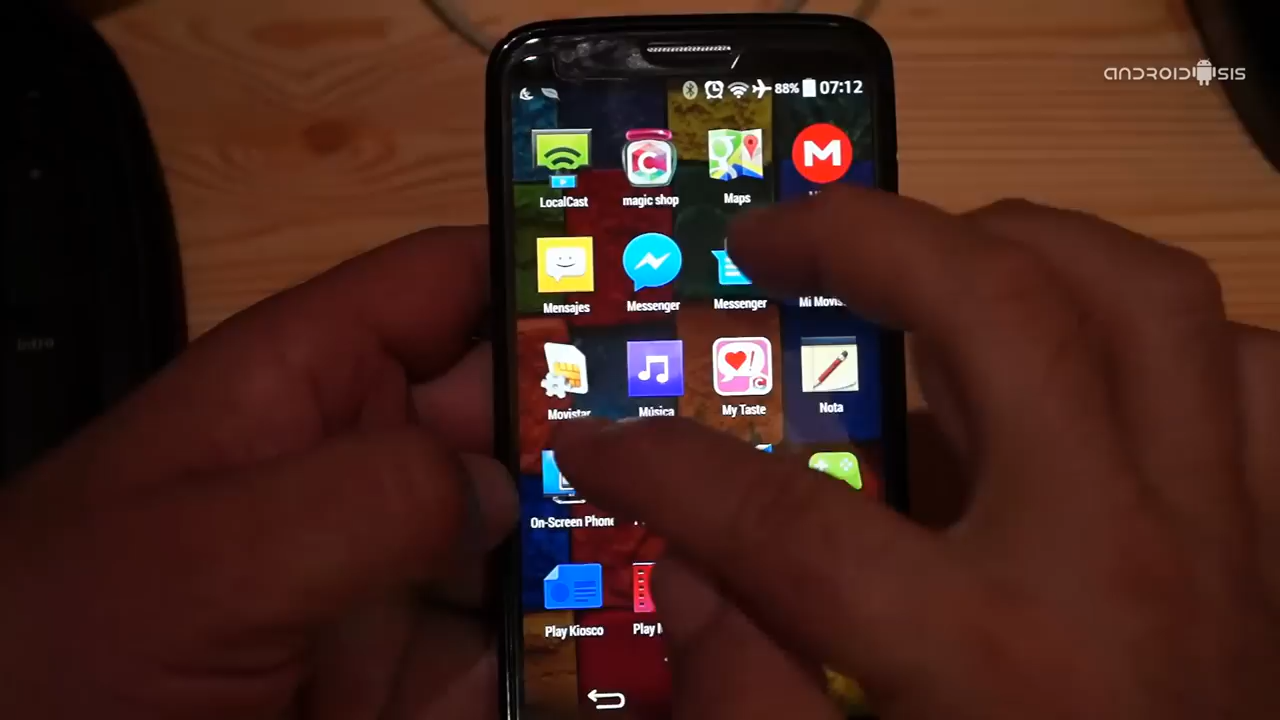 ANDROIDSIS
88% 07:12
LocalCast
magic shop
Maps
M
Mensajes
Messenger
Messenger
Mi Movis
Movistar
Música
My Taste
Nota
On-Screen Phone
Play Kiosco
Play
Intro